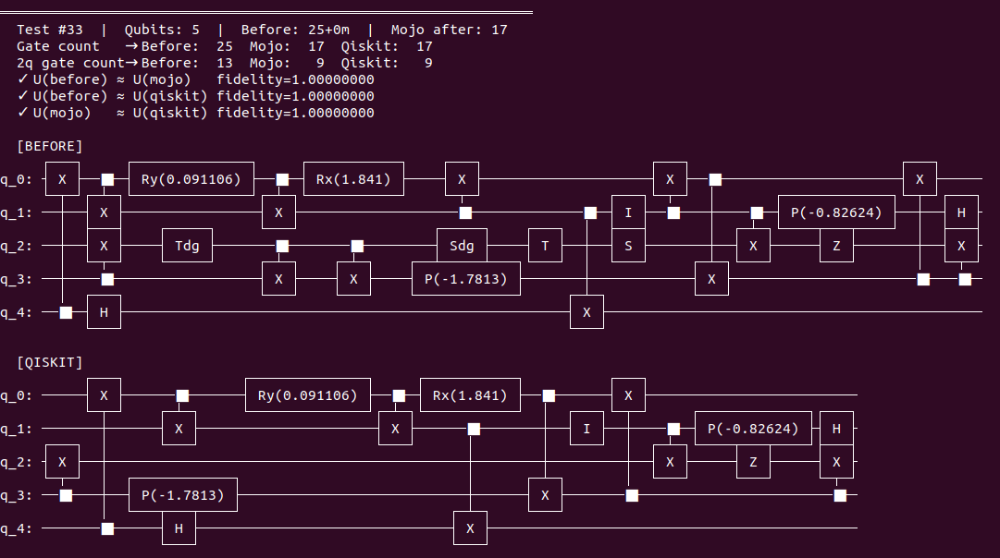 Test #33 | Qubits: 5 | Before: 25+0m | Mojo after: 17
Gate count →Before: 25 Mojo: 17 Qiskit: 17
2q gate count→Before: 13 Mojo: 9 Qiskit: 9
✓ U(before) ≈ U(mojo) fidelity=1.00000000
✓ U(before) ≈ U(qiskit) fidelity=1.00000000
✓ U(mojo) ≈ U(qiskit) fidelity=1.00000000
[BEFORE]
q_0: X Ry(0.091106) Rx(1.841) X X X
q_1: X X I P(-0.82624) H
q_2: X Tdg Sdg T S X Z X
q_3: X X P(-1.7813) X
q_4: H X
[QISKIT]
q_0: X Ry(0.091106) Rx(1.841) X
q_1: X X I P(-0.82624) H
q_2: X X Z X
q_3: P(-1.7813) X
q_4: H X